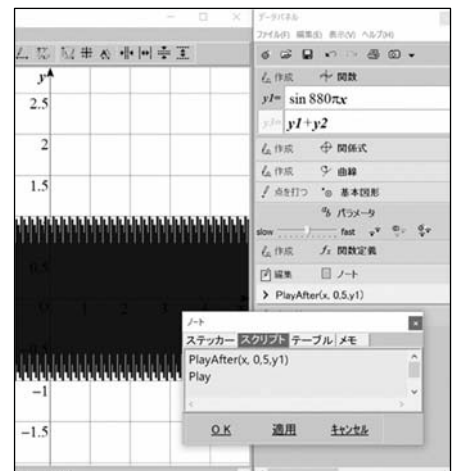 データパネル
ファイル(F) 編集(E) 表示(V) ヘルプ(H)
作成 関数
y1= sin 880πx
y3= y1+y2
作成 関係式
作成 曲線
点を打つ 基本図形
パラメータ
slow fast
作成 fx 関数定義
編集 ノート
> PlayAfter(x, 0,5,y1)
y
2.5
2
1.5
0.5
0
1
2
3
0.5
−1
−1.5
ノート
ステッカー スクリプト テーブル メモ
PlayAfter(x, 0,5,y1)
Play
O K 適用 キャンセル